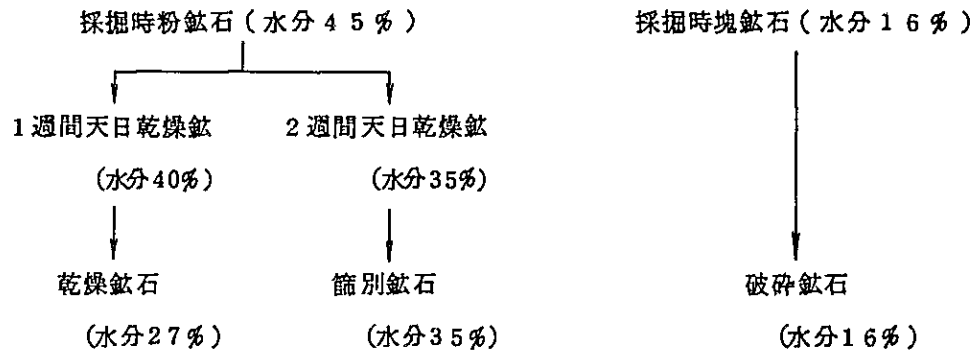 採掘時粉鉱石(水分45%) 採掘時塊鉱石(水分16%)
1週間天日乾燥鉱 2週間天日乾燥鉱
(水分40%) (水分35%)
乾燥鉱石 篩別鉱石 破砕鉱石
(水分27%) (水分35%) (水分16%)